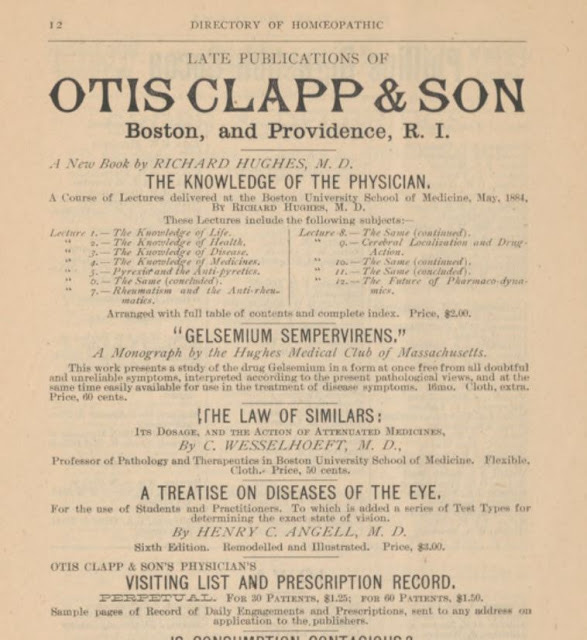 12 DIRECTORY OF HOMŒOPATHIC
LATE PUBLICATIONS OF
OTIS CLAPP & SON
Boston, and Providence, R. I.
A New Book by RICHARD HUGHES, M. D.
THE KNOWLEDGE OF THE PHYSICIAN.
A Course of Lectures delivered at the Boston University School of Medicine, May, 1884,
BY RICHARD HUGHES, M. D.
These Lectures include the following subjects:—
Lecture 1.—The Knowledge of Life.
" 2.—The Knowledge of Health,
" 3.—The Knowledge of Disease.
" 4.—The Knowledge of Medicines.
" 5.—Pyrexia and the Anti-pyretics.
" 6.—The Same (concluded).
" 7.—Rheumatism and the Anti-rheu-
matics.
Lecture 8.—The Same (continued).
" 9.—Cerebral Localization and Drug-
Action.
" 10.—The Same (continued).
" 11.—The Same (concluded).
" 12.—The Future of Pharmaco-dyna-
mics.
Arranged with full table of contents and complete index. Price, $2.00.
"GELSEMIUM SEMPERVIRENS."
A Monograph by the Hughes Medical Club of Massachusetts.
This work presents a study of the drug Gelsemium in a form at once free from all doubtful
and unreliable symptoms, interpreted according to the present pathological views, and at the
same time easily available for use in the treatment of disease symptoms. 16mo. Cloth, extra.
Price, 60 cents.
THE LAW OF SIMILARS:
ITS DOSAGE, AND THE ACTION OF ATTENUATED MEDICINES,
By C. WESSELHOEFT, M. D.,
Professor of Pathology and Therapeutics in Boston University School of Medicine. Flexible,
Cloth. Price, 50 cents.
A TREATISE ON DISEASES OF THE EYE.
For the use of Students and Practitioners. To which is added a series of Test Types for
determining the exact state of vision.
By HENRY C. ANGELL, M. D.
Sixth Edition. Remodelled and Illustrated. Price, $3.00.
OTIS CLAPP & SON'S PHYSICIAN'S
VISITING LIST AND PRESCRIPTION RECORD.
PERPETUAL. FOR 30 PATIENTS, $1.25; FOR 60 PATIENTS, $1.50.
Sample pages of Record of Daily Engagements and Prescriptions, sent to any address on
application to the publishers.
IS CONSUMPTION CONTAGIOUS?